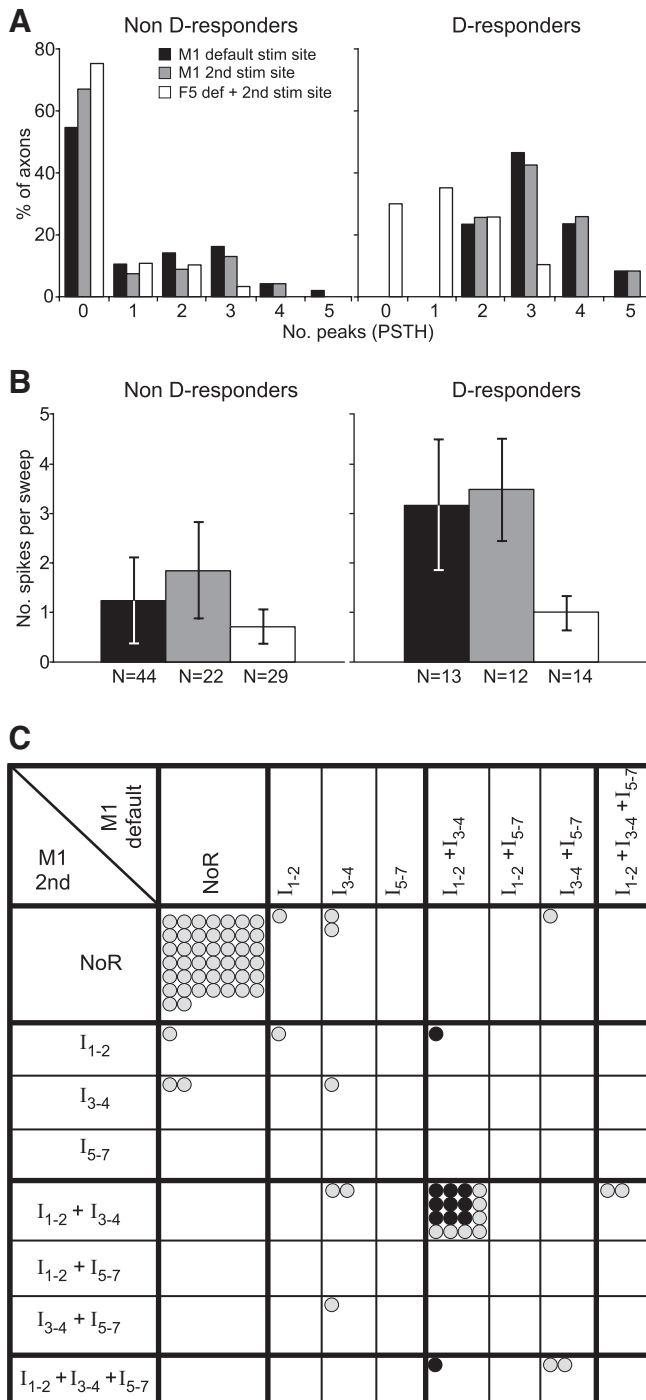 A
Non D-responders
D-responders
M1 default stim site
M1 2nd stim site
F5 def + 2nd stim site
% of axons
80
60
40
20
0
0 1 2 3 4 5
0 1 2 3 4 5
No. peaks (PSTH)
B
Non D-responders
D-responders
No. spikes per sweep
5
4
3
2
1
0
N=44 N=22 N=29
N=13 N=12 N=14
C
M1 default
M1 2nd
NoR
I1-2
I3-4
I5-7
I1-2 +I3-4
I1-2 +I5-7
I3-4 +I5-7
I1-2 +I3-4 +I5-7
NoR
I1-2
I3-4
I5-7
I1-2 + I3-4
I1-2 + I5-7
I3-4 + I5-7
I1-2 +I3-4 +I5-7